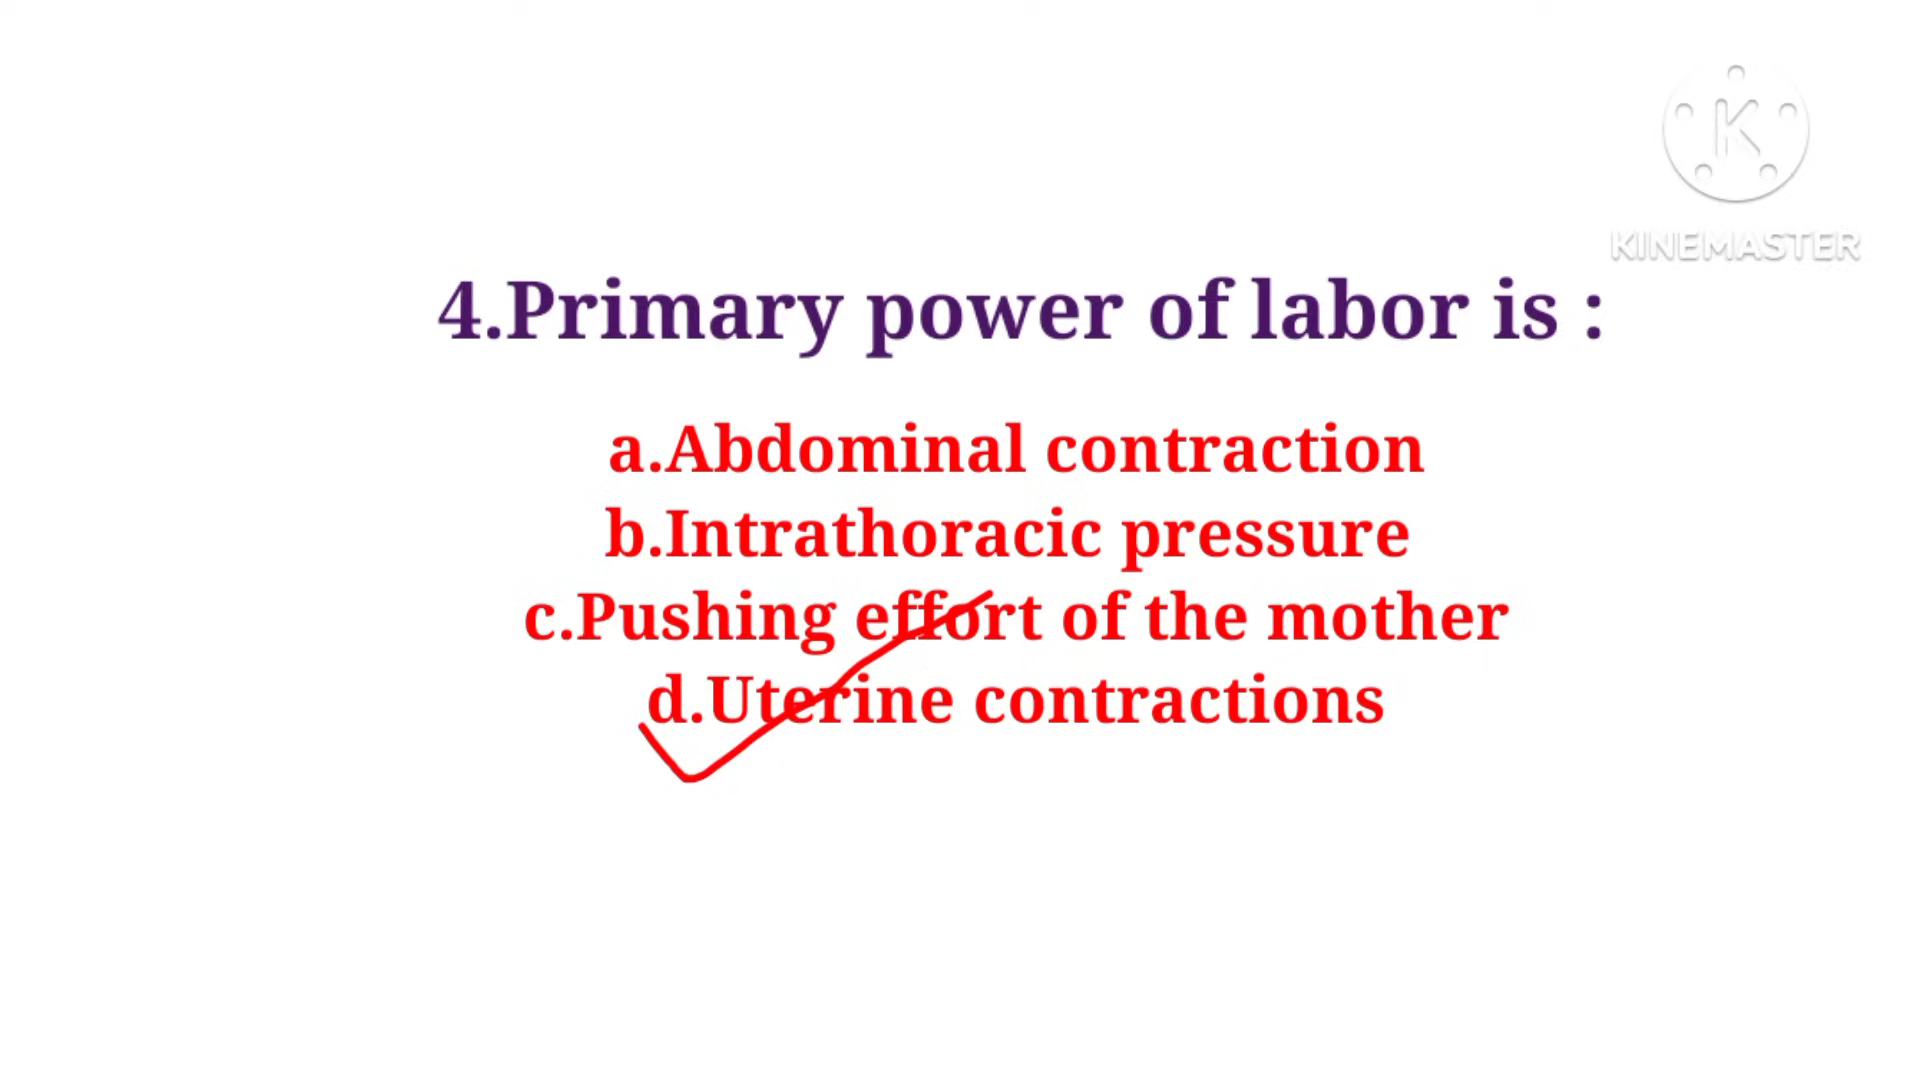 K
KINEMASTER
4.Primary power of labor is :
a.Abdominal contraction
b.Intrathoracic pressure
c.Pushing effort of the mother
d.Uterine contractions